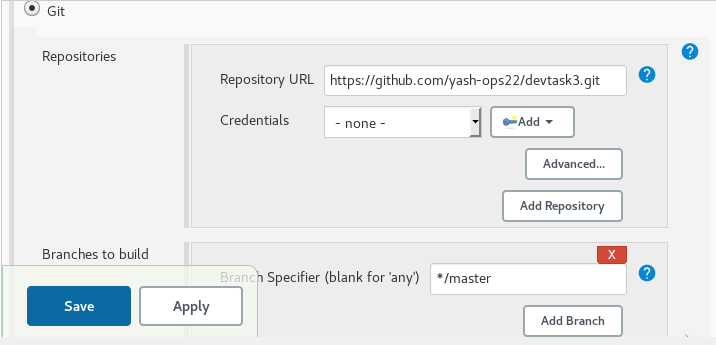 Git
Repositories
Repository URL https://github.com/yash-ops22/devtask3.git ?
?
Credentials - none - Add
Advanced...
Add Repository
Branches to build
X
Branch Specifier (blank for 'any') */master ?
Save Apply
Add Branch